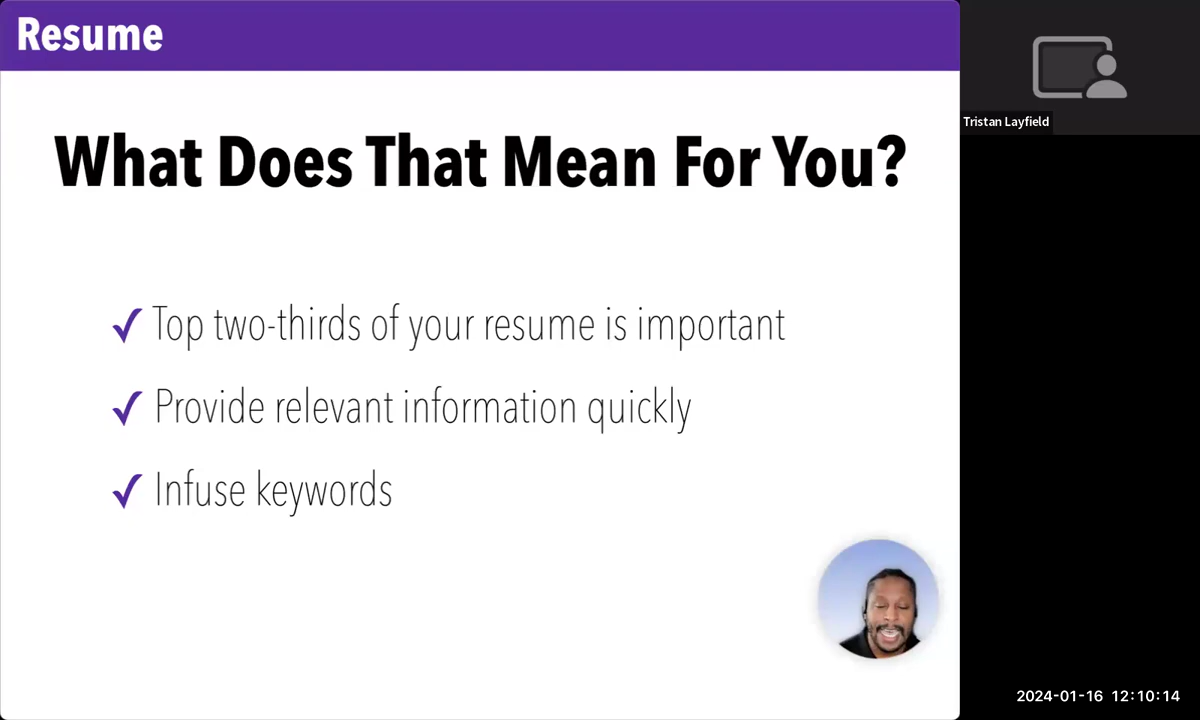 Resume
What Does That Mean For You?
✓ Top two-thirds of your resume is important
✓ Provide relevant information quickly
✓ Infuse keywords
Tristan Layfield
2024-01-16 12:10:14